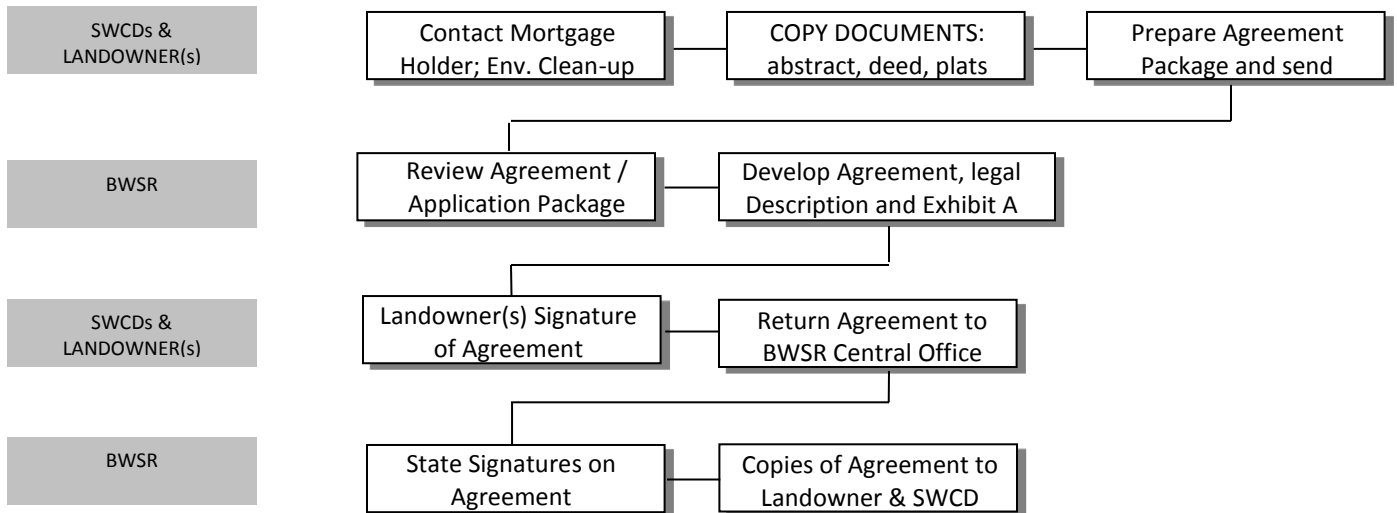 SWCDs &
LANDOWNER(s)
Contact Mortgage
Holder; Env. Clean-up
COPY DOCUMENTS:
abstract, deed, plats
Prepare Agreement
Package and send
BWSR
Review Agreement /
Application Package
Develop Agreement, legal
Description and Exhibit A
SWCDs &
LANDOWNER(s)
Landowner(s) Signature
of Agreement
Return Agreement to
BWSR Central Office
BWSR
State Signatures on
Agreement
Copies of Agreement to
Landowner & SWCD